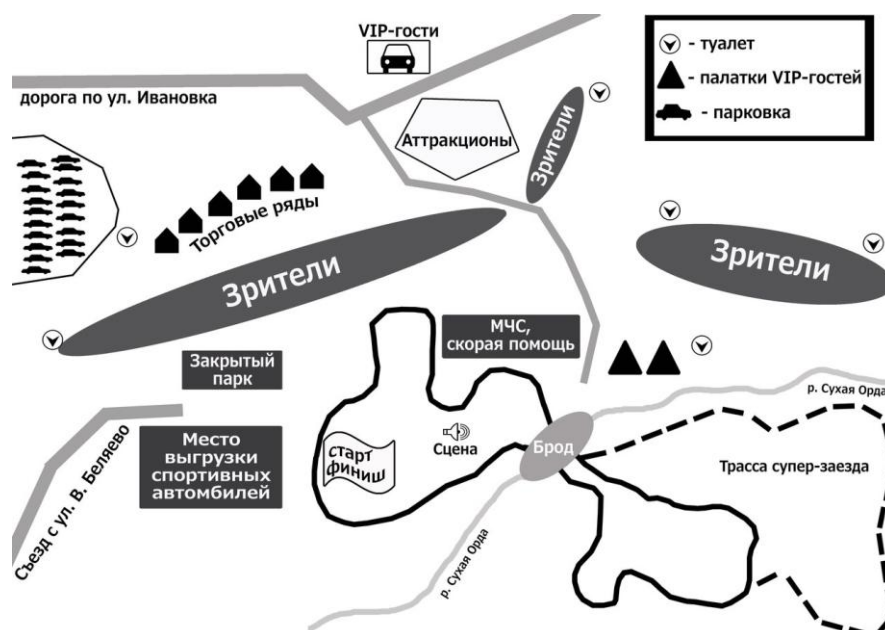 VIP-гости
- туалет
- палатки VIP-гостей
- парковка
дорога по ул. Ивановка
Аттракционы
Зрители
Торговые ряды
Зрители
Зрители
МЧС,
скорая помощь
Закрытый
парк
р. Сухая Орда
Место
выгрузки
спортивных
автомбилей
старт
финиш
Сцена
Брод
Трасса супер-заезда
Съезд с ул. В. Беляево
р. Сухая Орда